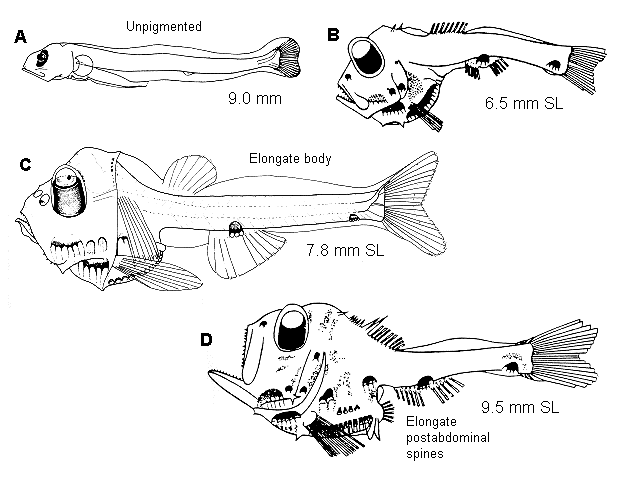 A
Unpigmented
9.0 mm
B
6.5 mm SL
C
Elongate body
7.8 mm SL
D
9.5 mm SL
Elongate
postabdominal
spines